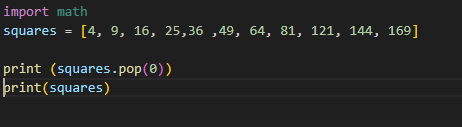 import math
squares = [4, 9, 16, 25,36 ,49, 64, 81, 121, 144, 169]
print (squares.pop(0))
print(squares)